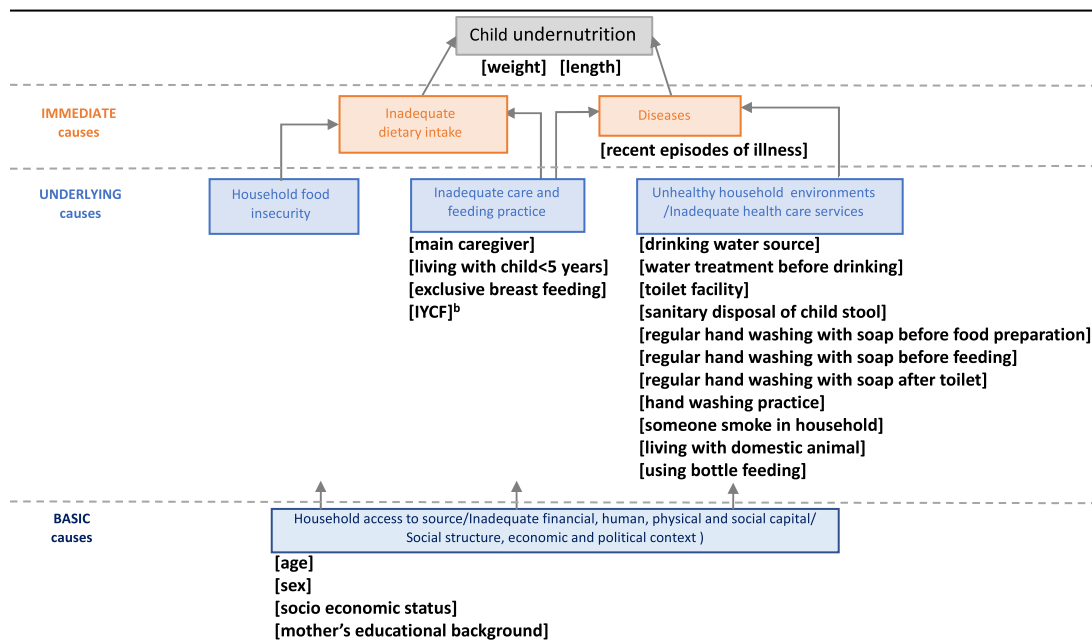 Child undernutrition
[weight] [length]
IMMEDIATE
causes
Inadequate
dietary intake
Diseases
[recent episodes of illness]
UNDERLYING
causes
Household food
insecurity
Inadequate care and
feeding practice
[main caregiver]
[living with child<5 years]
[exclusive breast feeding]
[IYCF]ᵇ
Unhealthy household environments
/Inadequate health care services
[drinking water source]
[water treatment before drinking]
[toilet facility]
[sanitary disposal of child stool]
[regular hand washing with soap before food preparation]
[regular hand washing with soap before feeding]
[regular hand washing with soap after toilet]
[hand washing practice]
[someone smoke in household]
[living with domestic animal]
[using bottle feeding]
BASIC
causes
Household access to source/Inadequate financial, human, physical and social capital/
Social structure, economic and political context )
[age]
[sex]
[socio economic status]
[mother’s educational background]